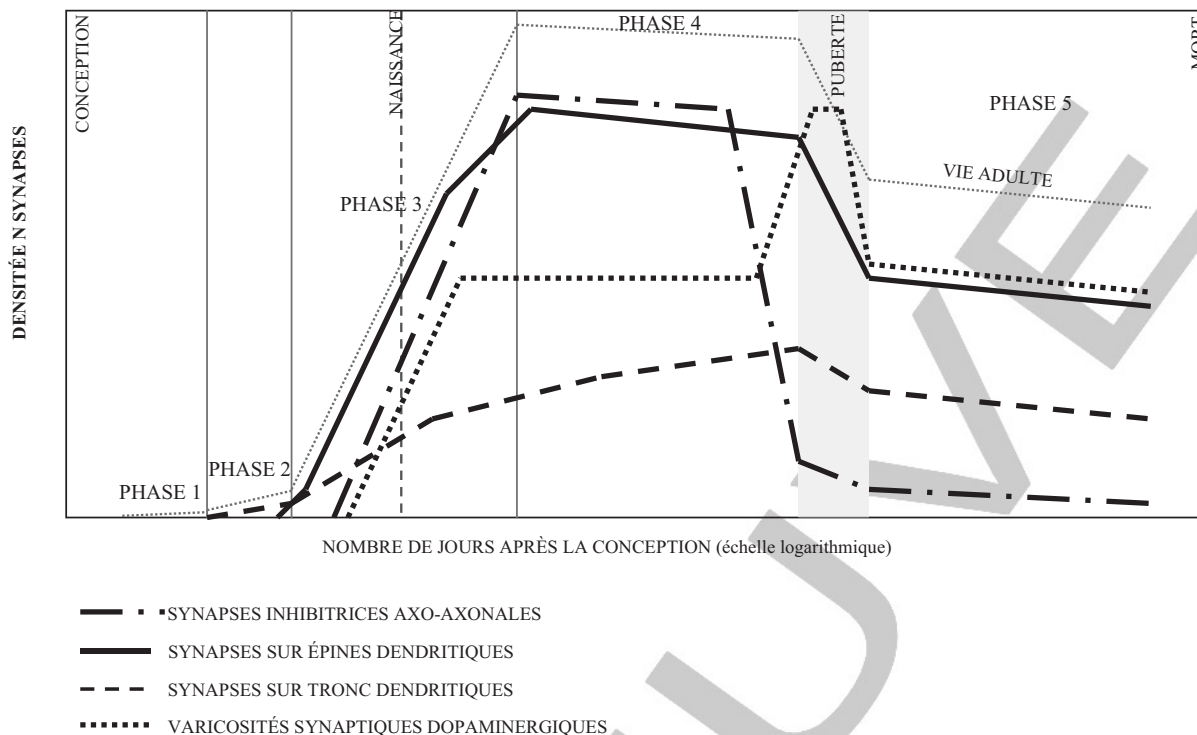 CONCEPTION
NAISSANCE
PHASE 4
PUBERTE
MORT
PHASE 5
DENSITÉE N SYNAPSES
PHASE 3
VIE ADULTE
PHASE 2
PHASE 1
NOMBRE DE JOURS APRÈS LA CONCEPTION (échelle logarithmique)
SYNAPSES INHIBITRICES AXO-AXONALES
SYNAPSES SUR ÉPINES DENDRITIQUES
SYNAPSES SUR TRONC DENDRITIQUES
VARICOSITÉS SYNAPTIQUES DOPAMINERGIQUES
UVE